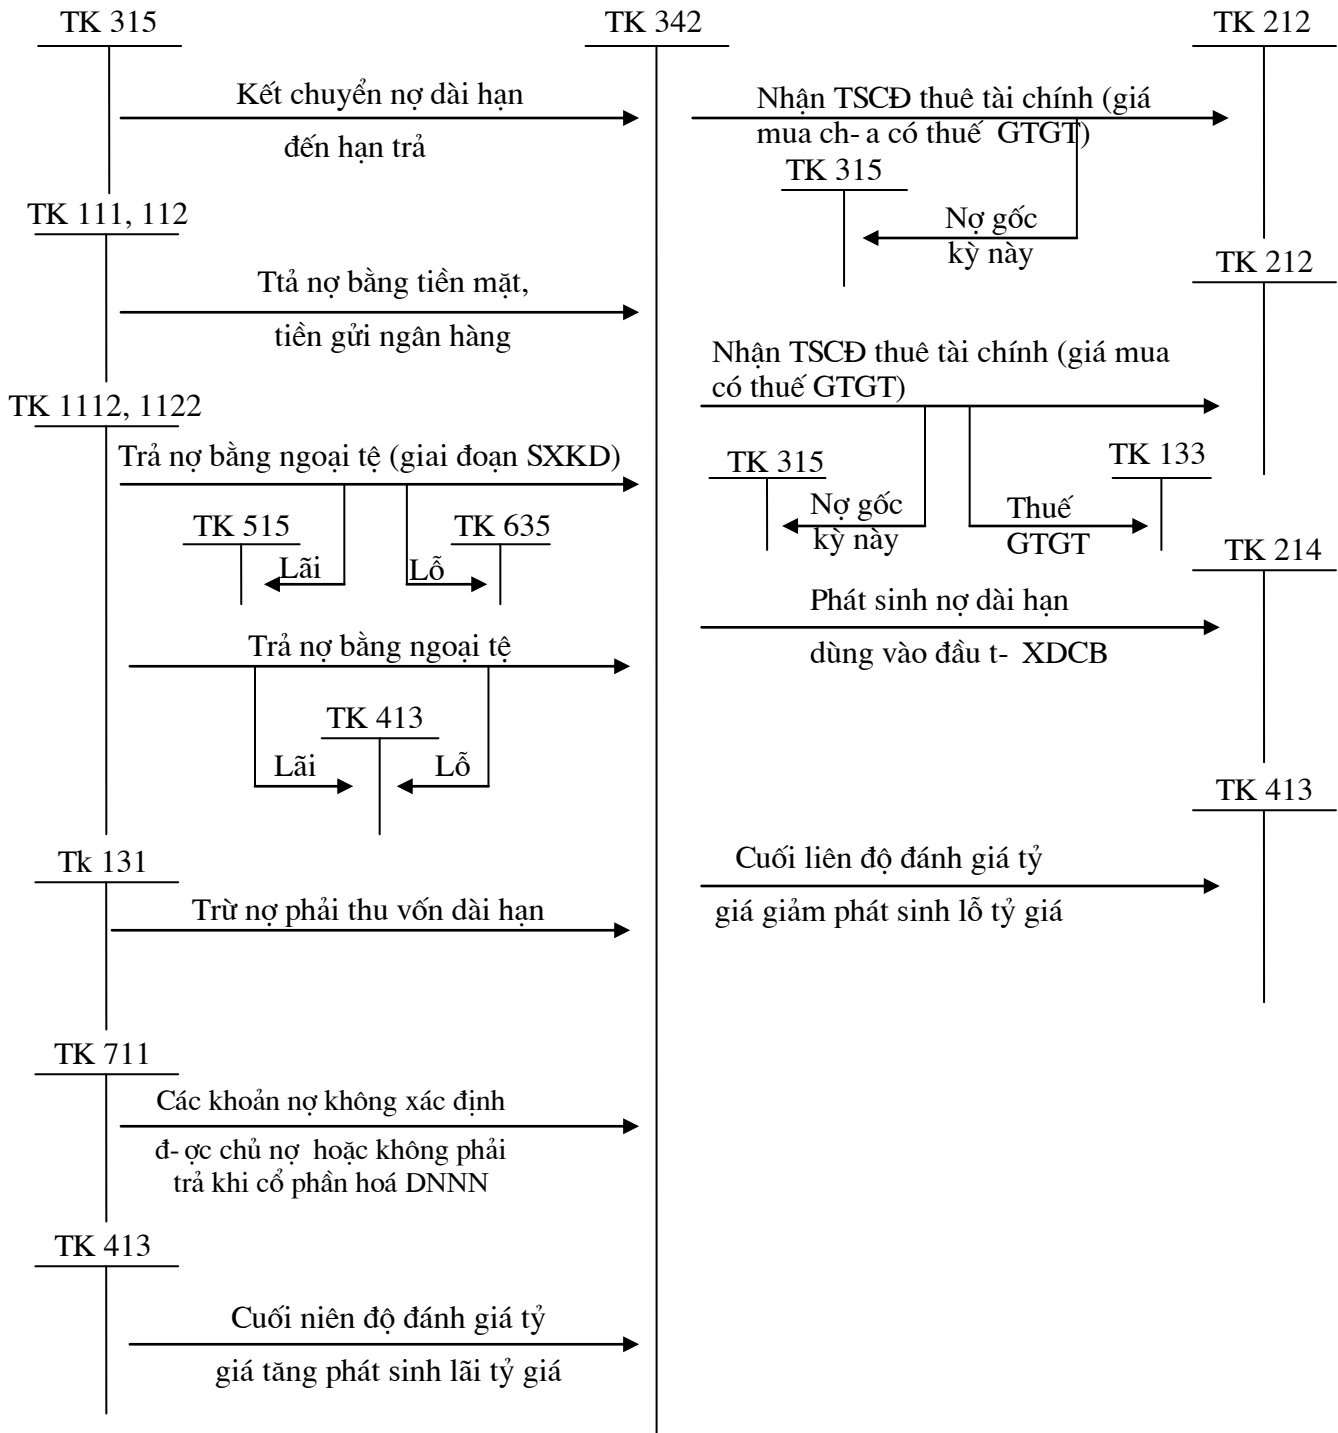 TK 315
TK 342
TK 212
Kết chuyển nợ dài hạn
đến hạn trả
Nhận TSCĐ thuê tài chính (giá
mua ch- a có thuế GTGT)
TK 315
Nợ gốc
kỳ này
TK 111, 112
TK 212
Ttả nợ bằng tiền mặt,
tiền gửi ngân hàng
Nhận TSCĐ thuê tài chính (giá mua
có thuế GTGT)
TK 1112, 1122
Trả nợ bằng ngoại tệ (giai đoạn SXKD)
TK 315
TK 133
Nợ gốc
kỳ này
Thuế
GTGT
TK 515
TK 635
Lãi
Lỗ
TK 214
Phát sinh nợ dài hạn
dùng vào đầu t- XDCB
Trả nợ bằng ngoại tệ
TK 413
Lãi
Lỗ
TK 413
Cuối liên độ đánh giá tỷ
giá giảm phát sinh lỗ tỷ giá
Tk 131
Trừ nợ phải thu vốn dài hạn
TK 711
Các khoản nợ không xác định
đ- ợc chủ nợ hoặc không phải
trả khi cổ phần hoá DNNN
TK 413
Cuối niên độ đánh giá tỷ
giá tăng phát sinh lãi tỷ giá